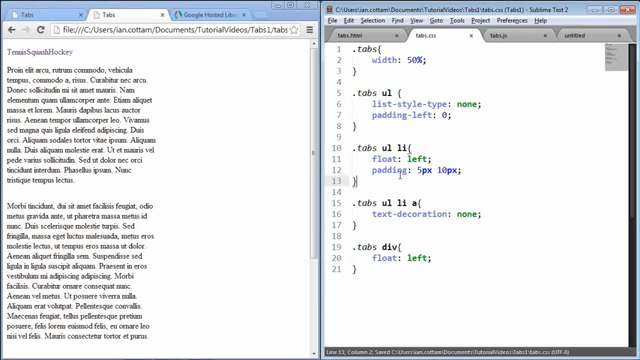 Tabs
Tabs
Google Hosted Libr
file:///C:/Users/ian.cottam/Documents/TutorialVideos/Tabs1/tabs.html
TennisSquashHockey
Proin elit arcu, rutrum commodo, vehicula
tempus, commodo a, risus. Curabitur nec arcu.
Donec sollicitudin mi sit amet mauris. Nam
elementum quam ullamcorper ante. Etiam aliquet
massa et lorem. Mauris dapibus lacus auctor
risus. Aenean tempor ullamcorper leo. Vivamus
sed magna quis ligula eleifend adipiscing. Duis
orci. Aliquam sodales tortor vitae ipsum. Aliquam
nulla. Duis aliquam molestie erat. Ut et mauris vel
pede varius sollicitudin. Sed ut dolor nec orci
tincidunt interdum. Phasellus ipsum. Nunc
tristique tempus lectus.
Morbi tincidunt, dui sit amet facilisis feugiat, odio
metus gravida ante, ut pharetra massa metus id
nunc. Duis scelerisque molestie turpis. Sed
fringilla, massa eget luctus malesuada, metus eros
molestie lectus, ut tempus eros massa ut dolor.
Aenean aliquet fringilla sem. Suspendisse sed
ligula in ligula suscipit aliquam. Praesent in eros
vestibulum mi adipiscing adipiscing. Morbi
facilisis. Curabitur ornare consequat nunc.
Aenean vel metus. Ut posuere viverra nulla.
Aliquam erat volutpat. Pellentesque convallis.
Maecenas feugiat, tellus pellentesque pretium
posuere, felis lorem euismod felis, eu ornare leo
C:\Users\ian.cottam\Documents\TutorialVideos\Tabs1\tabs.css (Tabs1) - Sublime Text 2
File Edit Selection Find View Goto Tools Project Preferences Help
tabs.html
tabs.css
tabs.js
untitled
1 .tabs{
2 width: 50%;
3 }
4
5 .tabs ul {
6 list-style-type: none;
7 padding-left: 0;
8 }
9
10 .tabs ul li{
11 float: left;
12 padding: 5px 10px;
13 }
14
15 .tabs ul li a{
16 text-decoration: none;
17 }
18
19 .tabs div{
20 float: left;
21 }
Line 13, Column 2; Saved C:\Users\ian.cottam\Documents\TutorialVideos\Tabs1\tabs.css (UTF-8)